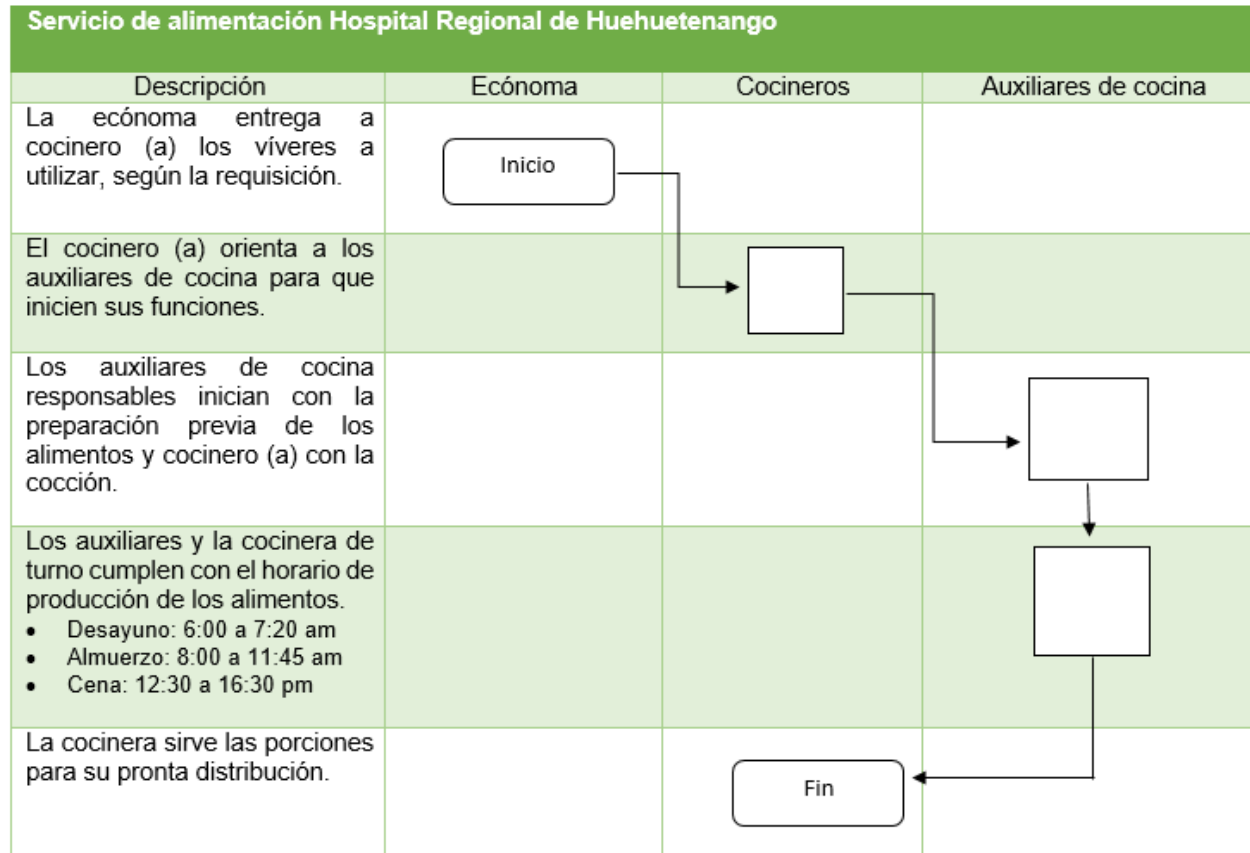 Servicio de alimentación Hospital Regional de Huehuetenango
Descripción
Ecónoma
Cocineros
Auxiliares de cocina
La ecónoma entrega a
cocinero (a) los víveres a
utilizar, según la requisición.
Inicio
El cocinero (a) orienta a los
auxiliares de cocina para que
inicien sus funciones.
Los auxiliares de cocina
responsables inician con la
preparación previa de los
alimentos y cocinero (a) con la
cocción.
Los auxiliares y la cocinera de
turno cumplen con el horario de
producción de los alimentos.
• Desayuno: 6:00 a 7:20 am
• Almuerzo: 8:00 a 11:45 am
• Cena: 12:30 a 16:30 pm
La cocinera sirve las porciones
para su pronta distribución.
Fin